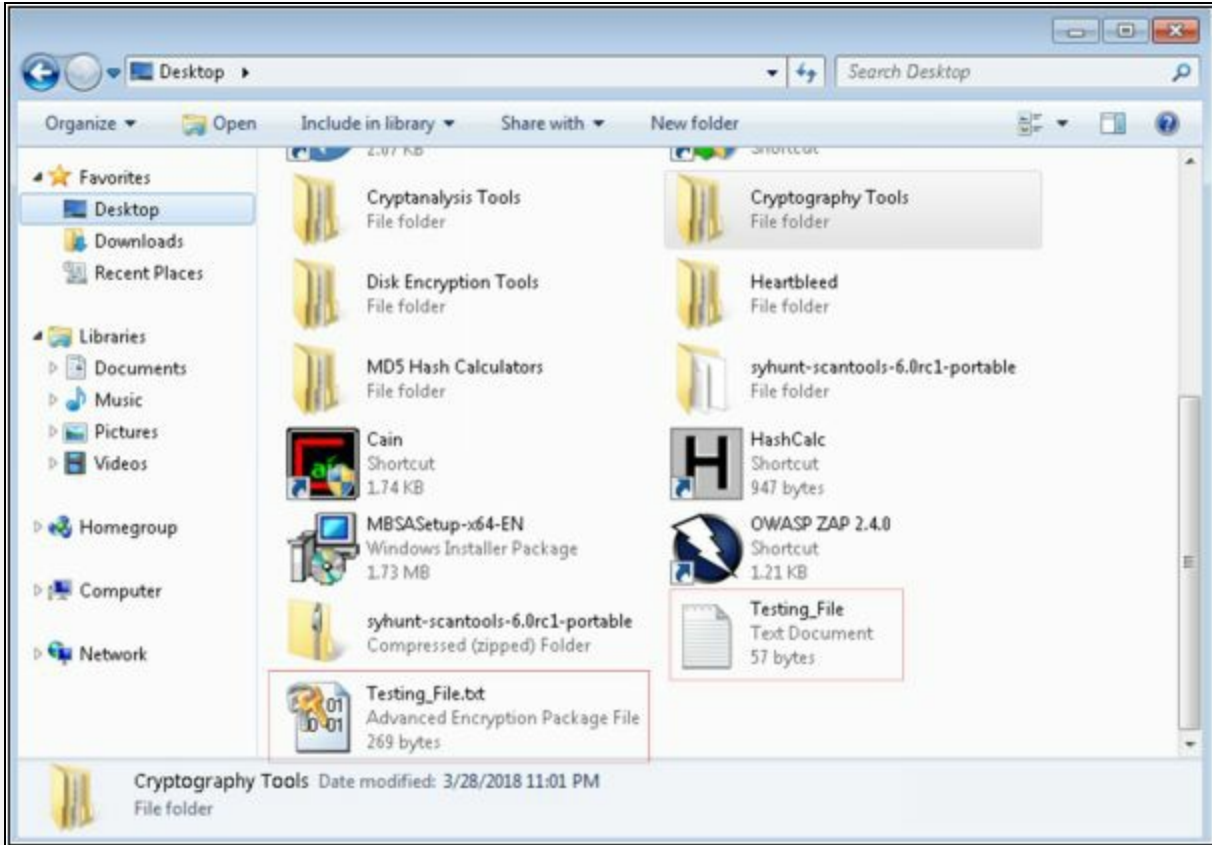 Desktop
Search Desktop
Organize
Open
Include in library
Share with
New folder
Favorites
Desktop
Downloads
Recent Places
Libraries
Documents
Music
Pictures
Videos
Homegroup
Computer
Network
2.07 KB
Shortcut
Cryptanalysis Tools
File folder
Cryptography Tools
File folder
Disk Encryption Tools
File folder
Heartbleed
File folder
MD5 Hash Calculators
File folder
syhunt-scantools-6.0rc1-portable
File folder
Cain
Shortcut
1.74 KB
HashCalc
Shortcut
947 bytes
MBSASetup-x64-EN
Windows Installer Package
1.73 MB
OWASP ZAP 2.4.0
Shortcut
1.21 KB
syhunt-scantools-6.0rc1-portable
Compressed (zipped) Folder
Testing_File
Text Document
57 bytes
Testing_File.txt
Advanced Encryption Package File
269 bytes
Cryptography Tools Date modified: 3/28/2018 11:01 PM
File folder